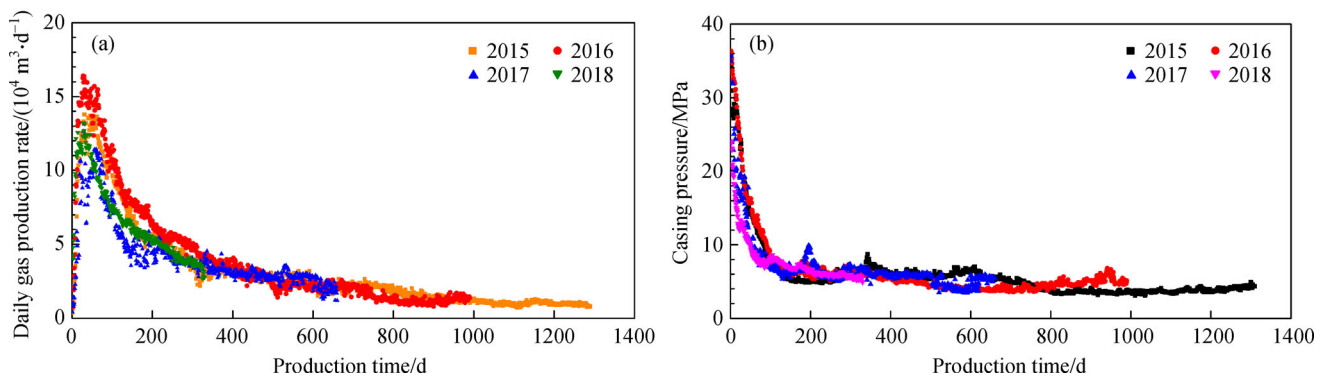 (a)
2015 2016
2017 2018
Daily gas production rate/(10⁴ m³·d⁻¹)
20
15
10
5
0
0 200 400 600 800 1000 1200 1400
Production time/d
(b)
2015 2016
2017 2018
Casing pressure/MPa
40
30
20
10
0
0 200 400 600 800 1000 1200 1400
Production time/d